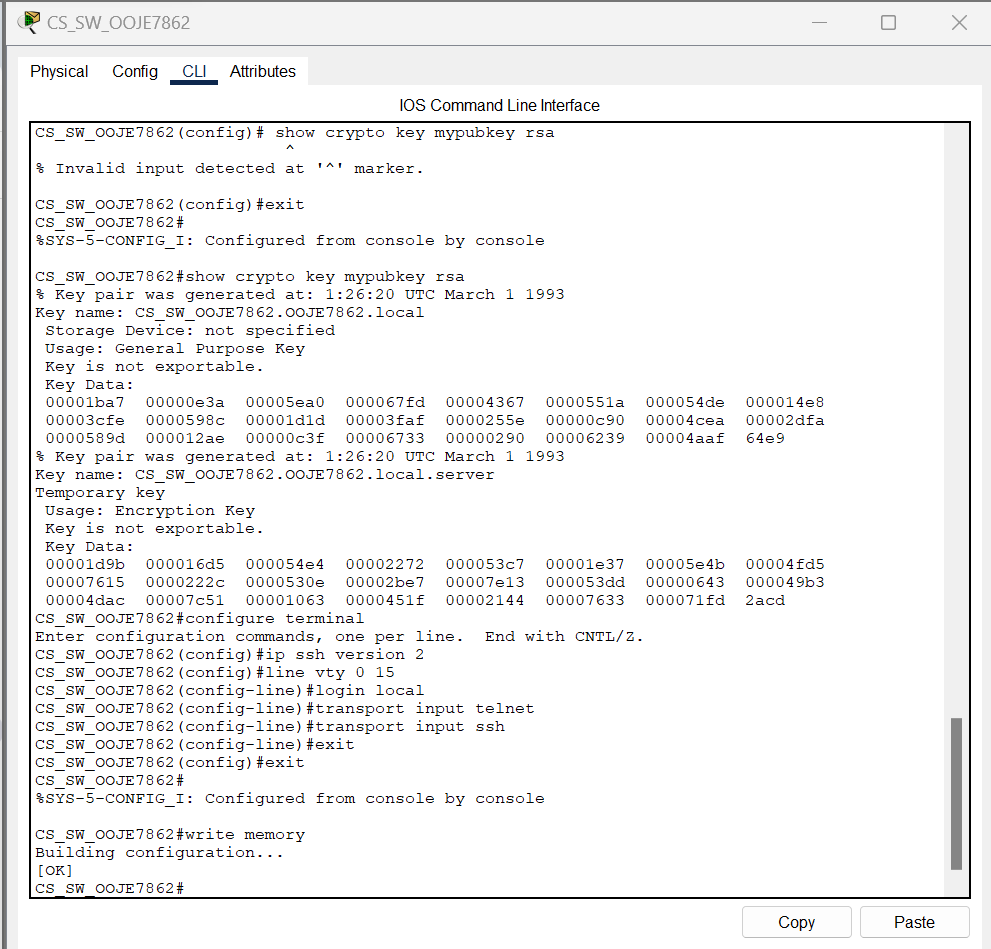 CS_SW_OOJE7862
Physical Config CLI Attributes
IOS Command Line Interface
CS_SW_OOJE7862(config)# show crypto key mypubkey rsa
^
% Invalid input detected at '^' marker.
CS_SW_OOJE7862(config)#exit
CS_SW_OOJE7862#
%SYS-5-CONFIG_I: Configured from console by console
CS_SW_OOJE7862#show crypto key mypubkey rsa
% Key pair was generated at: 1:26:20 UTC March 1 1993
Key name: CS_SW_OOJE7862.OOJE7862.local
Storage Device: not specified
Usage: General Purpose Key
Key is not exportable.
Key Data:
00001ba7 00000e3a 00005ea0 000067fd 00004367 0000551a 000054de 000014e8
00003cfe 0000598c 00001d1d 00003faf 0000255e 00000c90 00004cea 00002dfa
0000589d 000012ae 00000c3f 00006733 00000290 00006239 00004aaf 64e9
% Key pair was generated at: 1:26:20 UTC March 1 1993
Key name: CS_SW_OOJE7862.OOJE7862.local.server
Temporary key
Usage: Encryption Key
Key is not exportable.
Key Data:
00001d9b 000016d5 000054e4 00002272 000053c7 00001e37 00005e4b 00004fd5
00007615 0000222c 0000530e 00002be7 00007e13 000053dd 00000643 000049b3
00004dac 00007c51 00001063 0000451f 00002144 00007633 000071fd 2acd
CS_SW_OOJE7862#configure terminal
Enter configuration commands, one per line. End with CNTL/Z.
CS_SW_OOJE7862(config)#ip ssh version 2
CS_SW_OOJE7862(config)#line vty 0 15
CS_SW_OOJE7862(config-line)#login local
CS_SW_OOJE7862(config-line)#transport input telnet
CS_SW_OOJE7862(config-line)#transport input ssh
CS_SW_OOJE7862(config-line)#exit
CS_SW_OOJE7862(config)#exit
CS_SW_OOJE7862#
%SYS-5-CONFIG_I: Configured from console by console
CS_SW_OOJE7862#write memory
Building configuration...
[OK]
CS_SW_OOJE7862#
Copy Paste